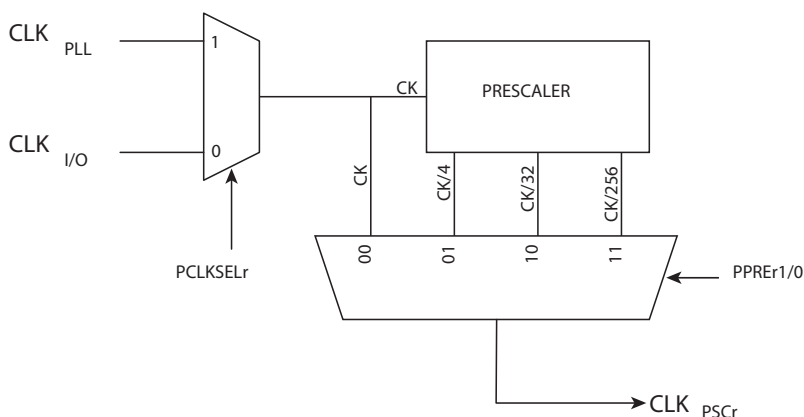 CLK PLL
1
CK
PRESCALER
CLK I/O
0
CK
CK/4
CK/32
CK/256
00
01
10
11
PCLKSELr
PPREr1/0
CLK PSCr